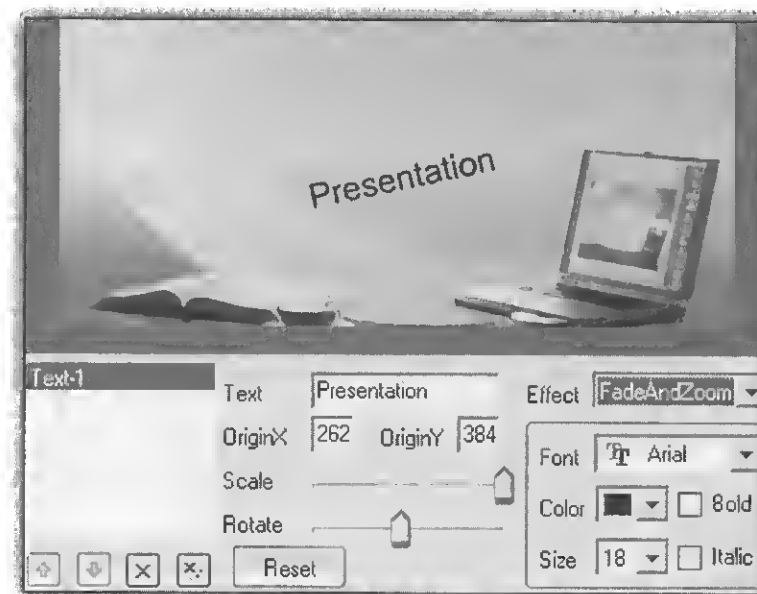 Presentation
Text-1
Text Presentation Effect FadeAndZoom
OriginX 262 OriginY 384
Font Arial
Scale
Color Bold
Rotate
Size 18 Italic
Reset